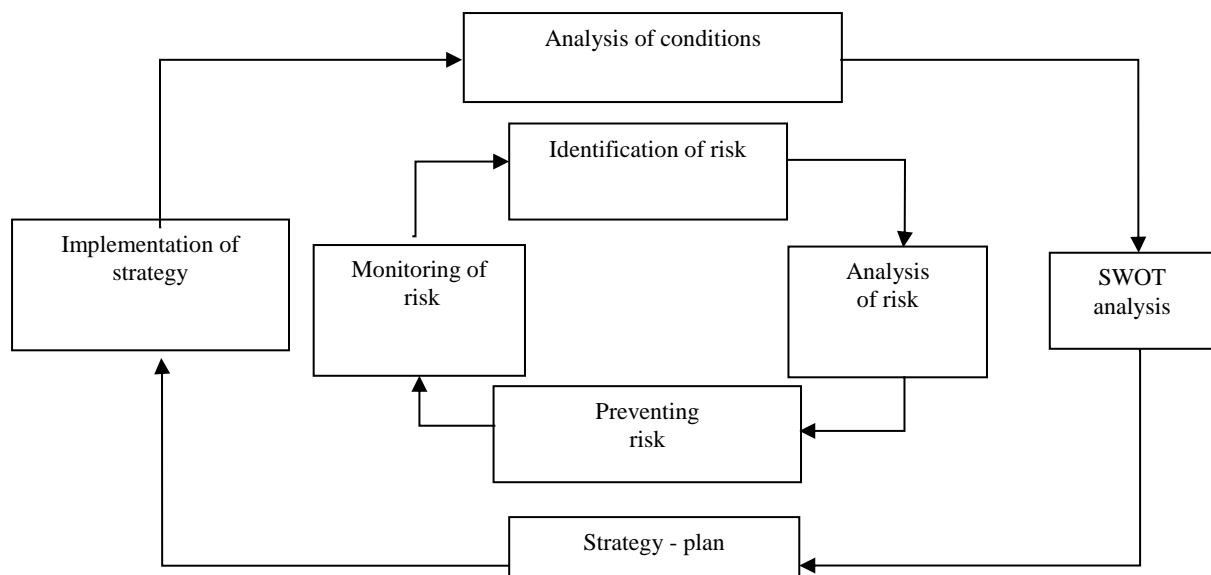 Analysis of conditions
Identification of risk
Implementation of
strategy
Monitoring of
risk
Analysis
of risk
SWOT
analysis
Preventing
risk
Strategy - plan